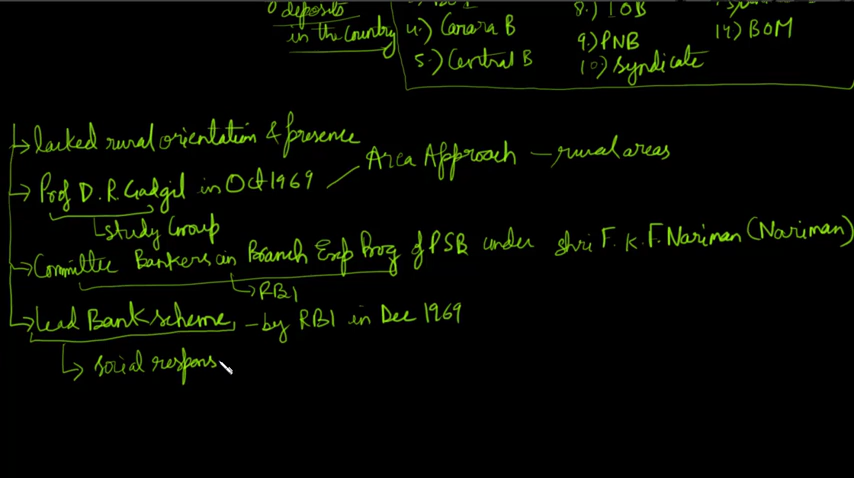 deposits
in the country
4.) Canara B
5.) Central B
8.) IOB
9.) PNB
10.) Syndicate
14) BOM
→ lacked rural orientation & presence
→ Prof D. R. Gadgil in Oct 1969
Area Approach – rural areas
study Group
→ Committee Bankers in Branch Exp Prog of PSB under Shri F. K. F. Nariman (Nariman)
→ RBI
→ Lead Bank scheme, – by RBI in Dec 1969
→ social respons